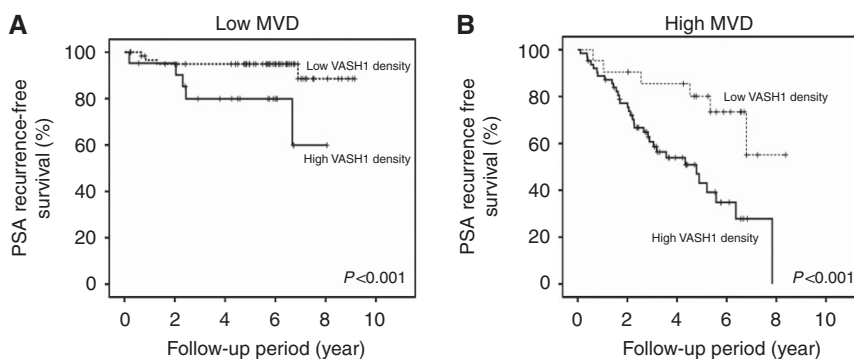 A
Low MVD
PSA recurrence-free
survival (%)
100
80
60
40
20
0
Low VASH1 density
High VASH1 density
P<0.001
0 2 4 6 8 10
Follow-up period (year)
B
High MVD
PSA recurrence free
survival (%)
100
80
60
40
20
0
Low VASH1 density
High VASH1 density
P<0.001
0 2 4 6 8 10
Follow-up period (year)